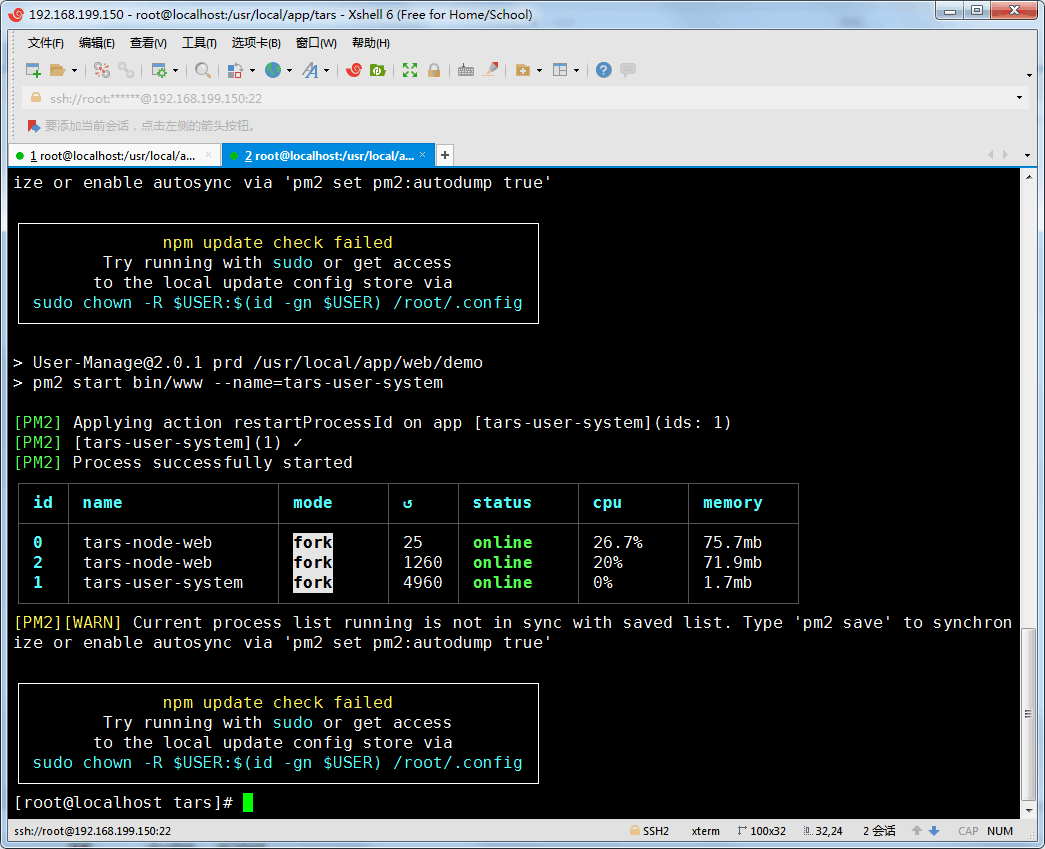 192.168.199.150 - root@localhost:/usr/local/app/tars - Xshell 6 (Free for Home/School)
文件(F) 编辑(E) 查看(V) 工具(T) 选项卡(B) 窗口(W) 帮助(H)
ssh://root:******@192.168.199.150:22
要添加当前会话，点击左侧的箭头按钮。
1 root@localhost:/usr/local/a... × 2 root@localhost:/usr/local/a... × +
ize or enable autosync via 'pm2 set pm2:autodump true'
npm update check failed
Try running with sudo or get access
to the local update config store via
sudo chown -R $USER:$(id -gn $USER) /root/.config
> User-Manage@2.0.1 prd /usr/local/app/web/demo
> pm2 start bin/www --name=tars-user-system
[PM2] Applying action restartProcessId on app [tars-user-system](ids: 1)
[PM2] [tars-user-system](1) ✓
[PM2] Process successfully started
id name mode ↺ status cpu memory
0 tars-node-web fork 25 online 26.7% 75.7mb
2 tars-node-web fork 1260 online 20% 71.9mb
1 tars-user-system fork 4960 online 0% 1.7mb
[PM2][WARN] Current process list running is not in sync with saved list. Type 'pm2 save' to synchron
ize or enable autosync via 'pm2 set pm2:autodump true'
npm update check failed
Try running with sudo or get access
to the local update config store via
sudo chown -R $USER:$(id -gn $USER) /root/.config
[root@localhost tars]#
ssh://root@192.168.199.150:22 SSH2 xterm 100x32 32,24 2 会话 CAP NUM